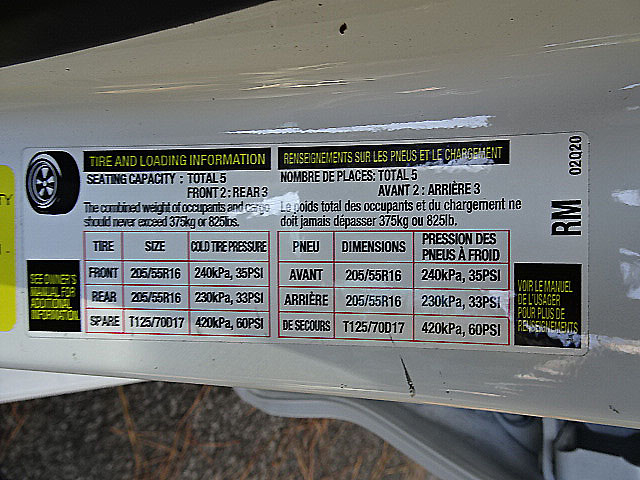 TIRE AND LOADING INFORMATION
SEATING CAPACITY : TOTAL 5
FRONT 2 : REAR 3
The combined weight of occupants and cargo
should never exceed 375kg or 825lbs.
TIRE SIZE COLD TIRE PRESSURE
FRONT 205/55R16 240kPa, 35PSI
REAR 205/55R16 230kPa, 33PSI
SPARE T125/70D17 420kPa, 60PSI
SEE OWNER'S
MANUAL FOR
ADDITIONAL
INFORMATION
RENSEIGNEMENTS SUR LES PNEUS ET LE CHARGEMENT
NOMBRE DE PLACES: TOTAL 5
AVANT 2 : ARRIÈRE 3
Le poids total des occupants et du chargement ne
doit jamais dépasser 375kg ou 825lb.
PNEU DIMENSIONS PRESSION DES
PNEUS À FROID
AVANT 205/55R16 240kPa, 35PSI
ARRIÈRE 205/55R16 230kPa, 33PSI
DE SECOURS T125/70D17 420kPa, 60PSI
VOIR LE MANUEL
DE L'USAGER
POUR PLUS DE
RENSEIGNEMENTS
RM
02020